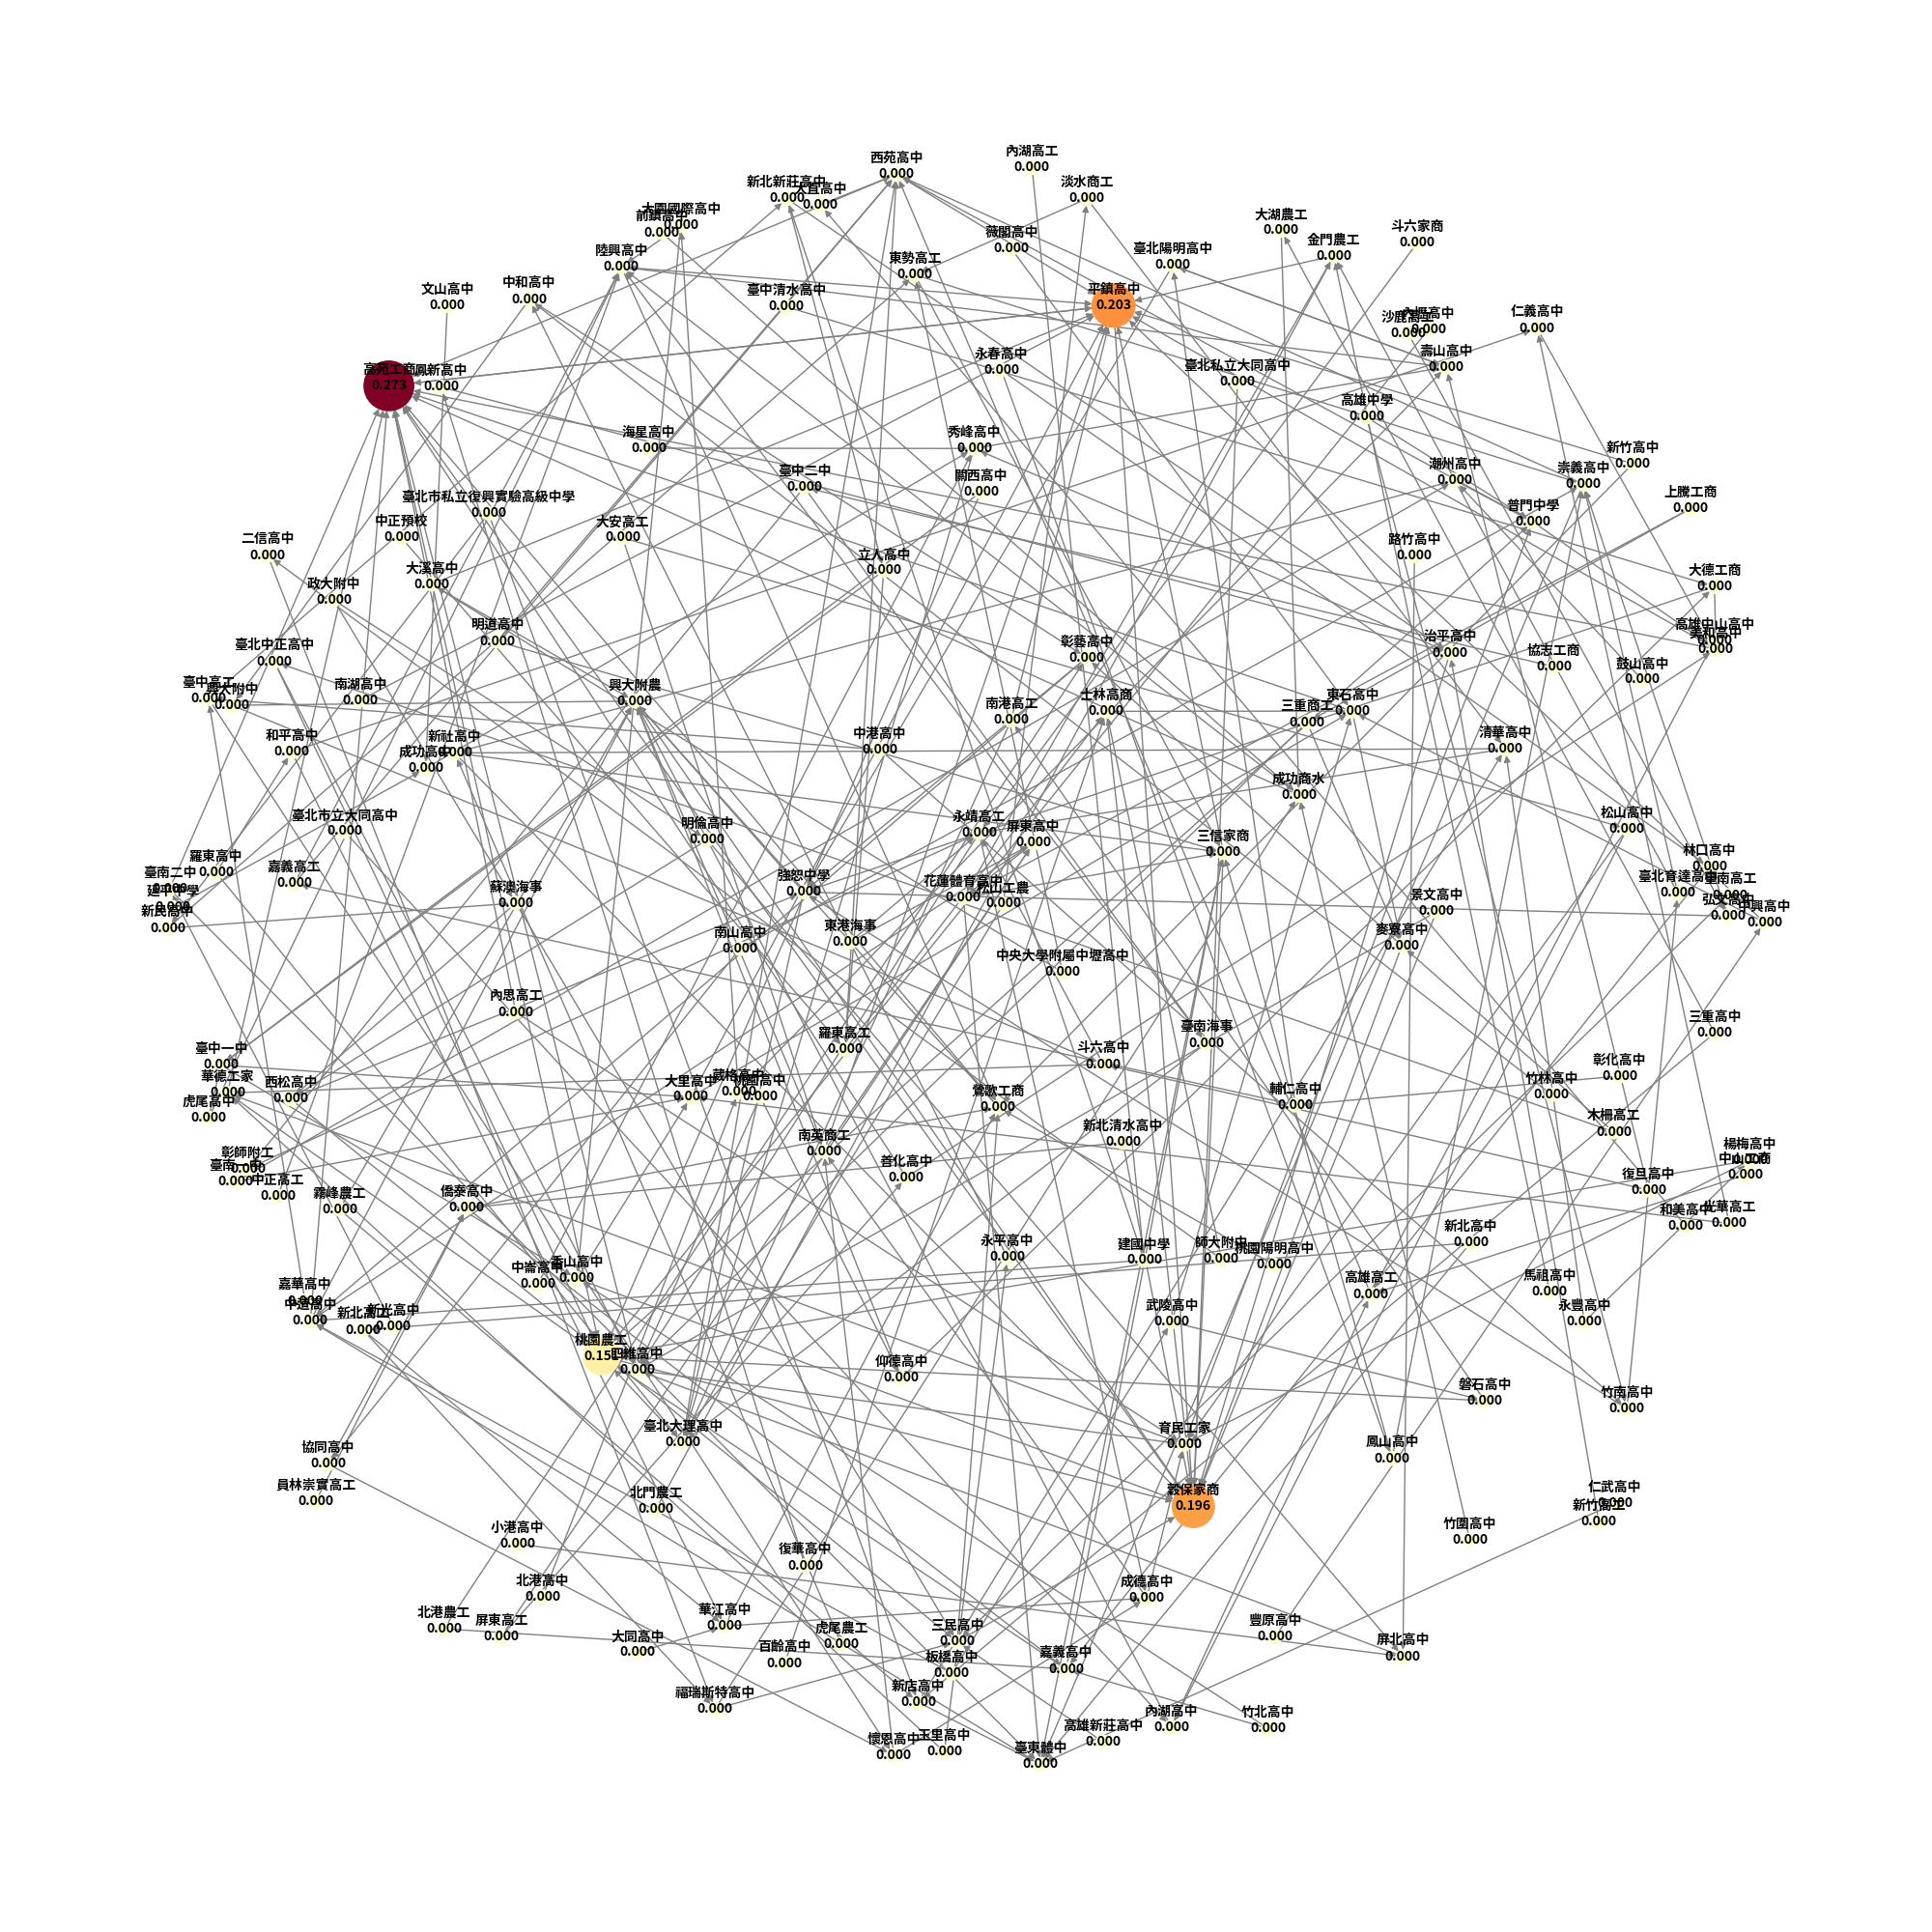 內湖高工
0.000
西苑高中
0.000
新北新莊高中
0.000
大直高中
0.000
淡水商工
0.000
大園國際高中
0.000
前鎮高中
0.000
大湖農工
0.000
斗六家商
0.000
薇閣高中
0.000
金門農工
0.000
臺北陽明高中
0.000
陸興高中
0.000
東勢高工
0.000
中和高中
0.000
文山高中
0.000
臺中清水高中
0.000
平鎮高中
0.203
仁義高中
0.000
沙鹿高工
0.000
0.000
壽山高中
0.000
永春高中
0.000
臺北私立大同高中
0.000
高苑工商
0.273
鳳新高中
0.000
高雄中學
0.000
海星高中
0.000
秀峰高中
0.000
新竹高中
0.000
臺中二中
0.000
關西高中
0.000
潮州高中
0.000
崇義高中
0.000
上騰工商
0.000
臺北市私立復興實驗高級中學
0.000
中正預校
0.000
大安高工
0.000
普門中學
0.000
二信高中
0.000
路竹高中
0.000
立人高中
0.000
大溪高中
0.000
政大附中
0.000
大德工商
0.000
明道高中
0.000
高雄中山高中
0.000
美和高中
0.000
臺北中正高中
0.000
彰藝高中
0.000
治平高中
0.000
協志工商
0.000
鼓山高中
0.000
臺中高工
0.000
興大附中
0.000
南湖高中
0.000
興大附農
0.000
南港高工
0.000
士林高商
0.000
三重商工
0.000
東石高中
0.000
和平高中
0.000
新社高中
0.000
成功高中
0.000
中港高中
0.000
清華高中
0.000
成功商水
0.000
臺北市立大同高中
0.000
明倫高中
0.000
永靖高工
0.000
屏東高中
0.000
三信家商
0.000
松山高中
0.000
羅東高中
0.000
嘉義高工
0.000
臺南二中
0.000
建平中學
0.000
新民高中
0.000
蘇澳海事
0.000
強恕中學
0.000
花蓮體育高中
0.000
松山工農
0.000
林口高中
0.000
臺北育達高中
0.000
臺南高工
0.000
弘文高中
0.000
中興高中
0.000
景文高中
0.000
麥寮高中
0.000
南山高中
0.000
東港海事
0.000
中央大學附屬中壢高中
0.000
內思高工
0.000
羅東高工
0.000
臺南海事
0.000
三重高中
0.000
臺中一中
0.000
華德工家
0.000
虎尾高中
0.000
西松高中
0.000
大里高中
0.000
葳格高中
0.000
桃園高中
0.000
鶯歌工商
0.000
斗六高中
0.000
輔仁高中
0.000
彰化高中
0.000
竹林高中
0.000
木柵高工
0.000
南英商工
0.000
新北清水高中
0.000
彰師附工
0.000
臺南一中
0.000
中正高工
0.000
善化高中
0.000
楊梅高中
0.000
中山工商
0.000
霧峰農工
0.000
僑泰高中
0.000
復旦高中
0.000
和美高中
0.000
光華高工
0.000
永平高中
0.000
建國中學
0.000
師大附中
0.000
桃園陽明高中
0.000
新北高中
0.000
中崙高中
0.000
香山高中
0.000
高雄高工
0.000
馬祖高中
0.000
嘉華高中
0.000
中道高中
0.000
新北高工
0.000
新光高中
0.000
武陵高中
0.000
永豐高中
0.000
桃園農工
0.151
四維高中
0.000
仰德高中
0.000
磐石高中
0.000
竹南高中
0.000
臺北大理高中
0.000
育民工家
0.000
鳳山高中
0.000
協同高中
0.000
員林崇實高工
0.000
北門農工
0.000
穀保家商
0.196
仁武高中
0.000
新竹高工
0.000
竹圍高中
0.000
小港高中
0.000
復華高中
0.000
北港高中
0.000
成德高中
0.000
北港農工
0.000
屏東高工
0.000
華江高中
0.000
大同高中
0.000
虎尾農工
0.000
百齡高中
0.000
三民高中
0.000
板橋高中
0.000
嘉義高中
0.000
豐原高中
0.000
屏北高中
0.000
福瑞斯特高中
0.000
新店高中
0.000
懷恩高中
0.000
玉里高中
0.000
臺東體中
0.000
高雄新莊高中
0.000
內湖高中
0.000
竹北高中
0.000